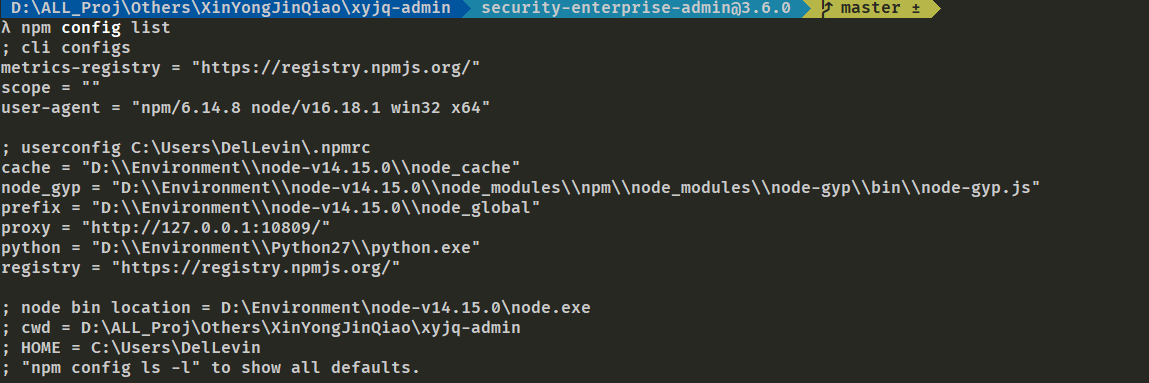 D:\ALL_Proj\Others\XinYongJinQiao\xyjq-admin security-enterprise-admin@3.6.0 master ±
λ npm config list
; cli configs
metrics-registry = "https://registry.npmjs.org/"
scope = ""
user-agent = "npm/6.14.8 node/v16.18.1 win32 x64"
; userconfig C:\Users\DelLevin\.npmrc
cache = "D:\\Environment\\node-v14.15.0\\node_cache"
node_gyp = "D:\\Environment\\node-v14.15.0\\node_modules\\npm\\node_modules\\node-gyp\\bin\\node-gyp.js"
prefix = "D:\\Environment\\node-v14.15.0\\node_global"
proxy = "http://127.0.0.1:10809/"
python = "D:\\Environment\\Python27\\python.exe"
registry = "https://registry.npmjs.org/"
; node bin location = D:\Environment\node-v14.15.0\node.exe
; cwd = D:\ALL_Proj\Others\XinYongJinQiao\xyjq-admin
; HOME = C:\Users\DelLevin
; "npm config ls -l" to show all defaults.